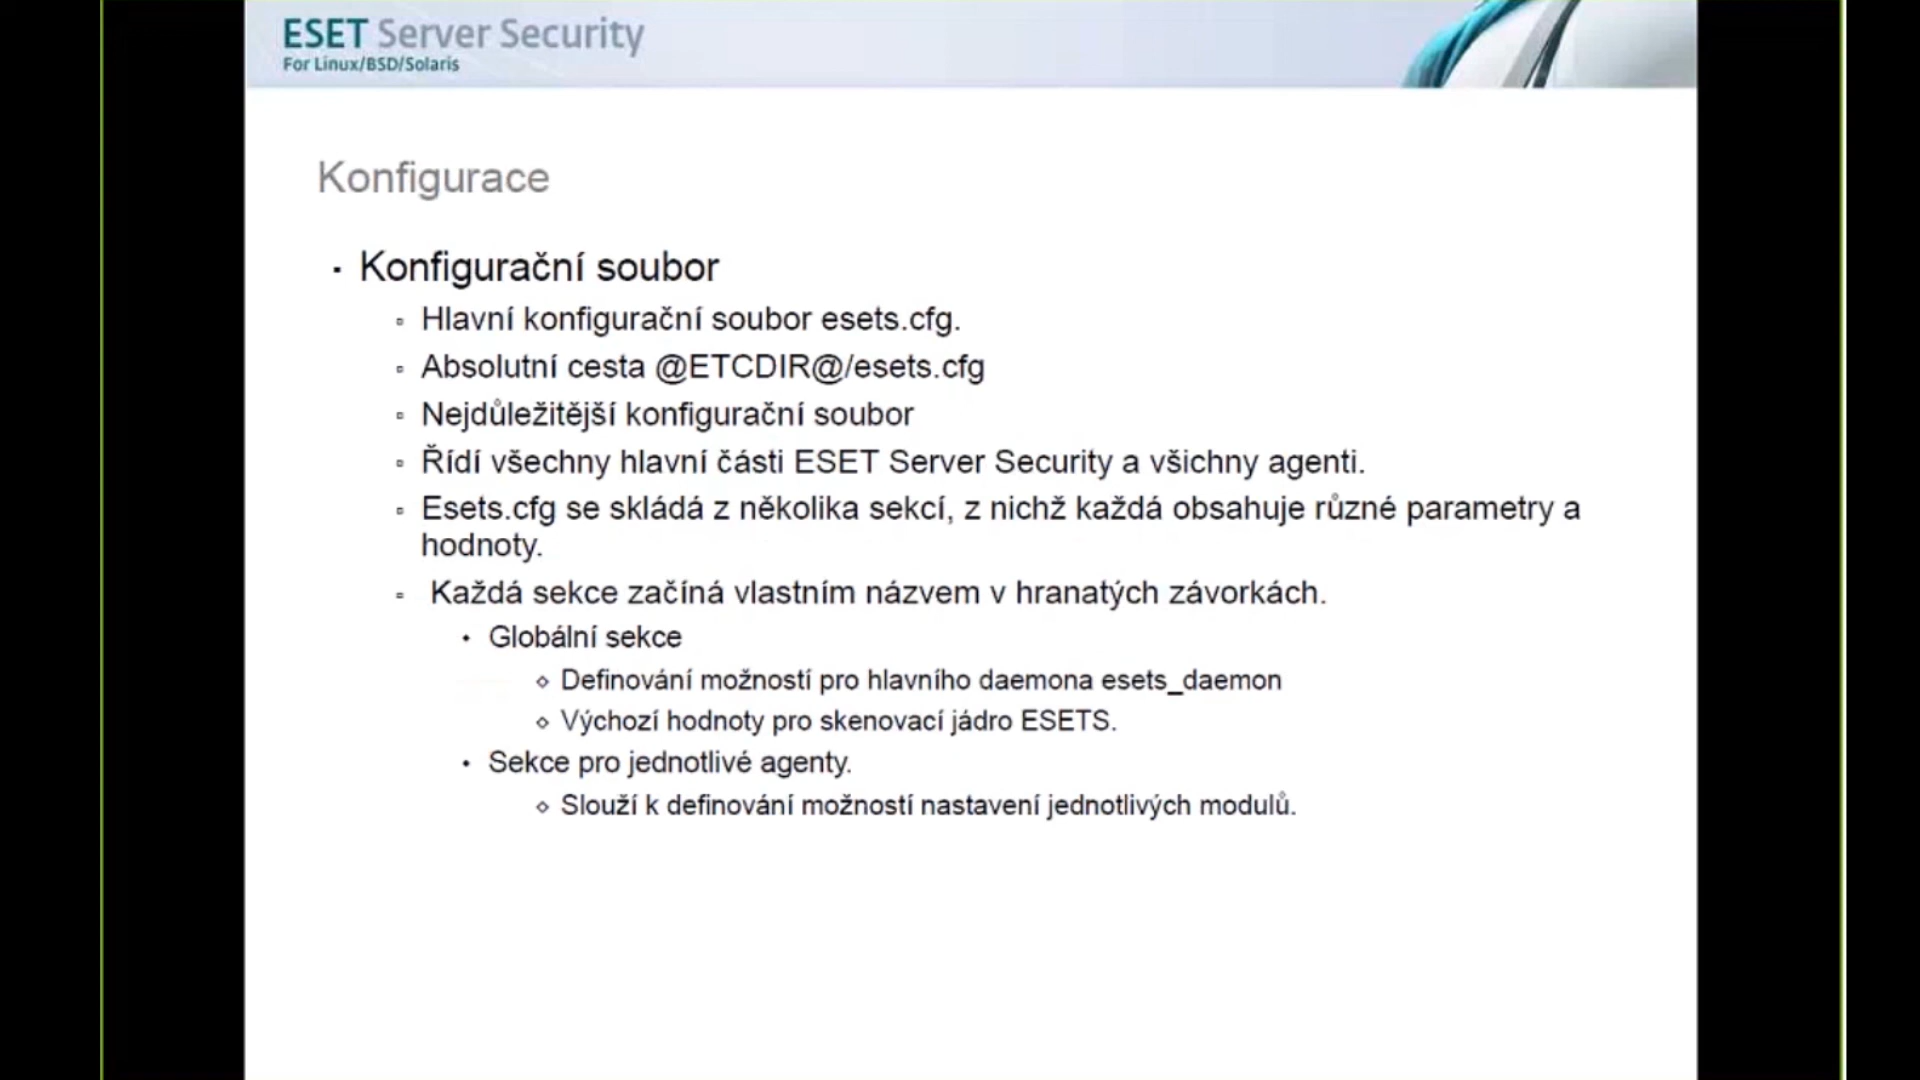 ESET Server Security
For Linux/BSD/Solaris
Konfigurace
Konfigurační soubor
Hlavní konfigurační soubor esets.cfg.
Absolutní cesta @ETCDIR@/esets.cfg
Nejdůležitější konfigurační soubor
Řídí všechny hlavní části ESET Server Security a všichny agenti.
Esets.cfg se skládá z několika sekcí, z nichž každá obsahuje různé parametry a
hodnoty.
Každá sekce začíná vlastním názvem v hranatých závorkách.
Globální sekce
Definování možností pro hlavního daemona esets_daemon
Výchozí hodnoty pro skenovací jádro ESETS.
Sekce pro jednotlivé agenty.
Slouží k definování možností nastavení jednotlivých modulů.